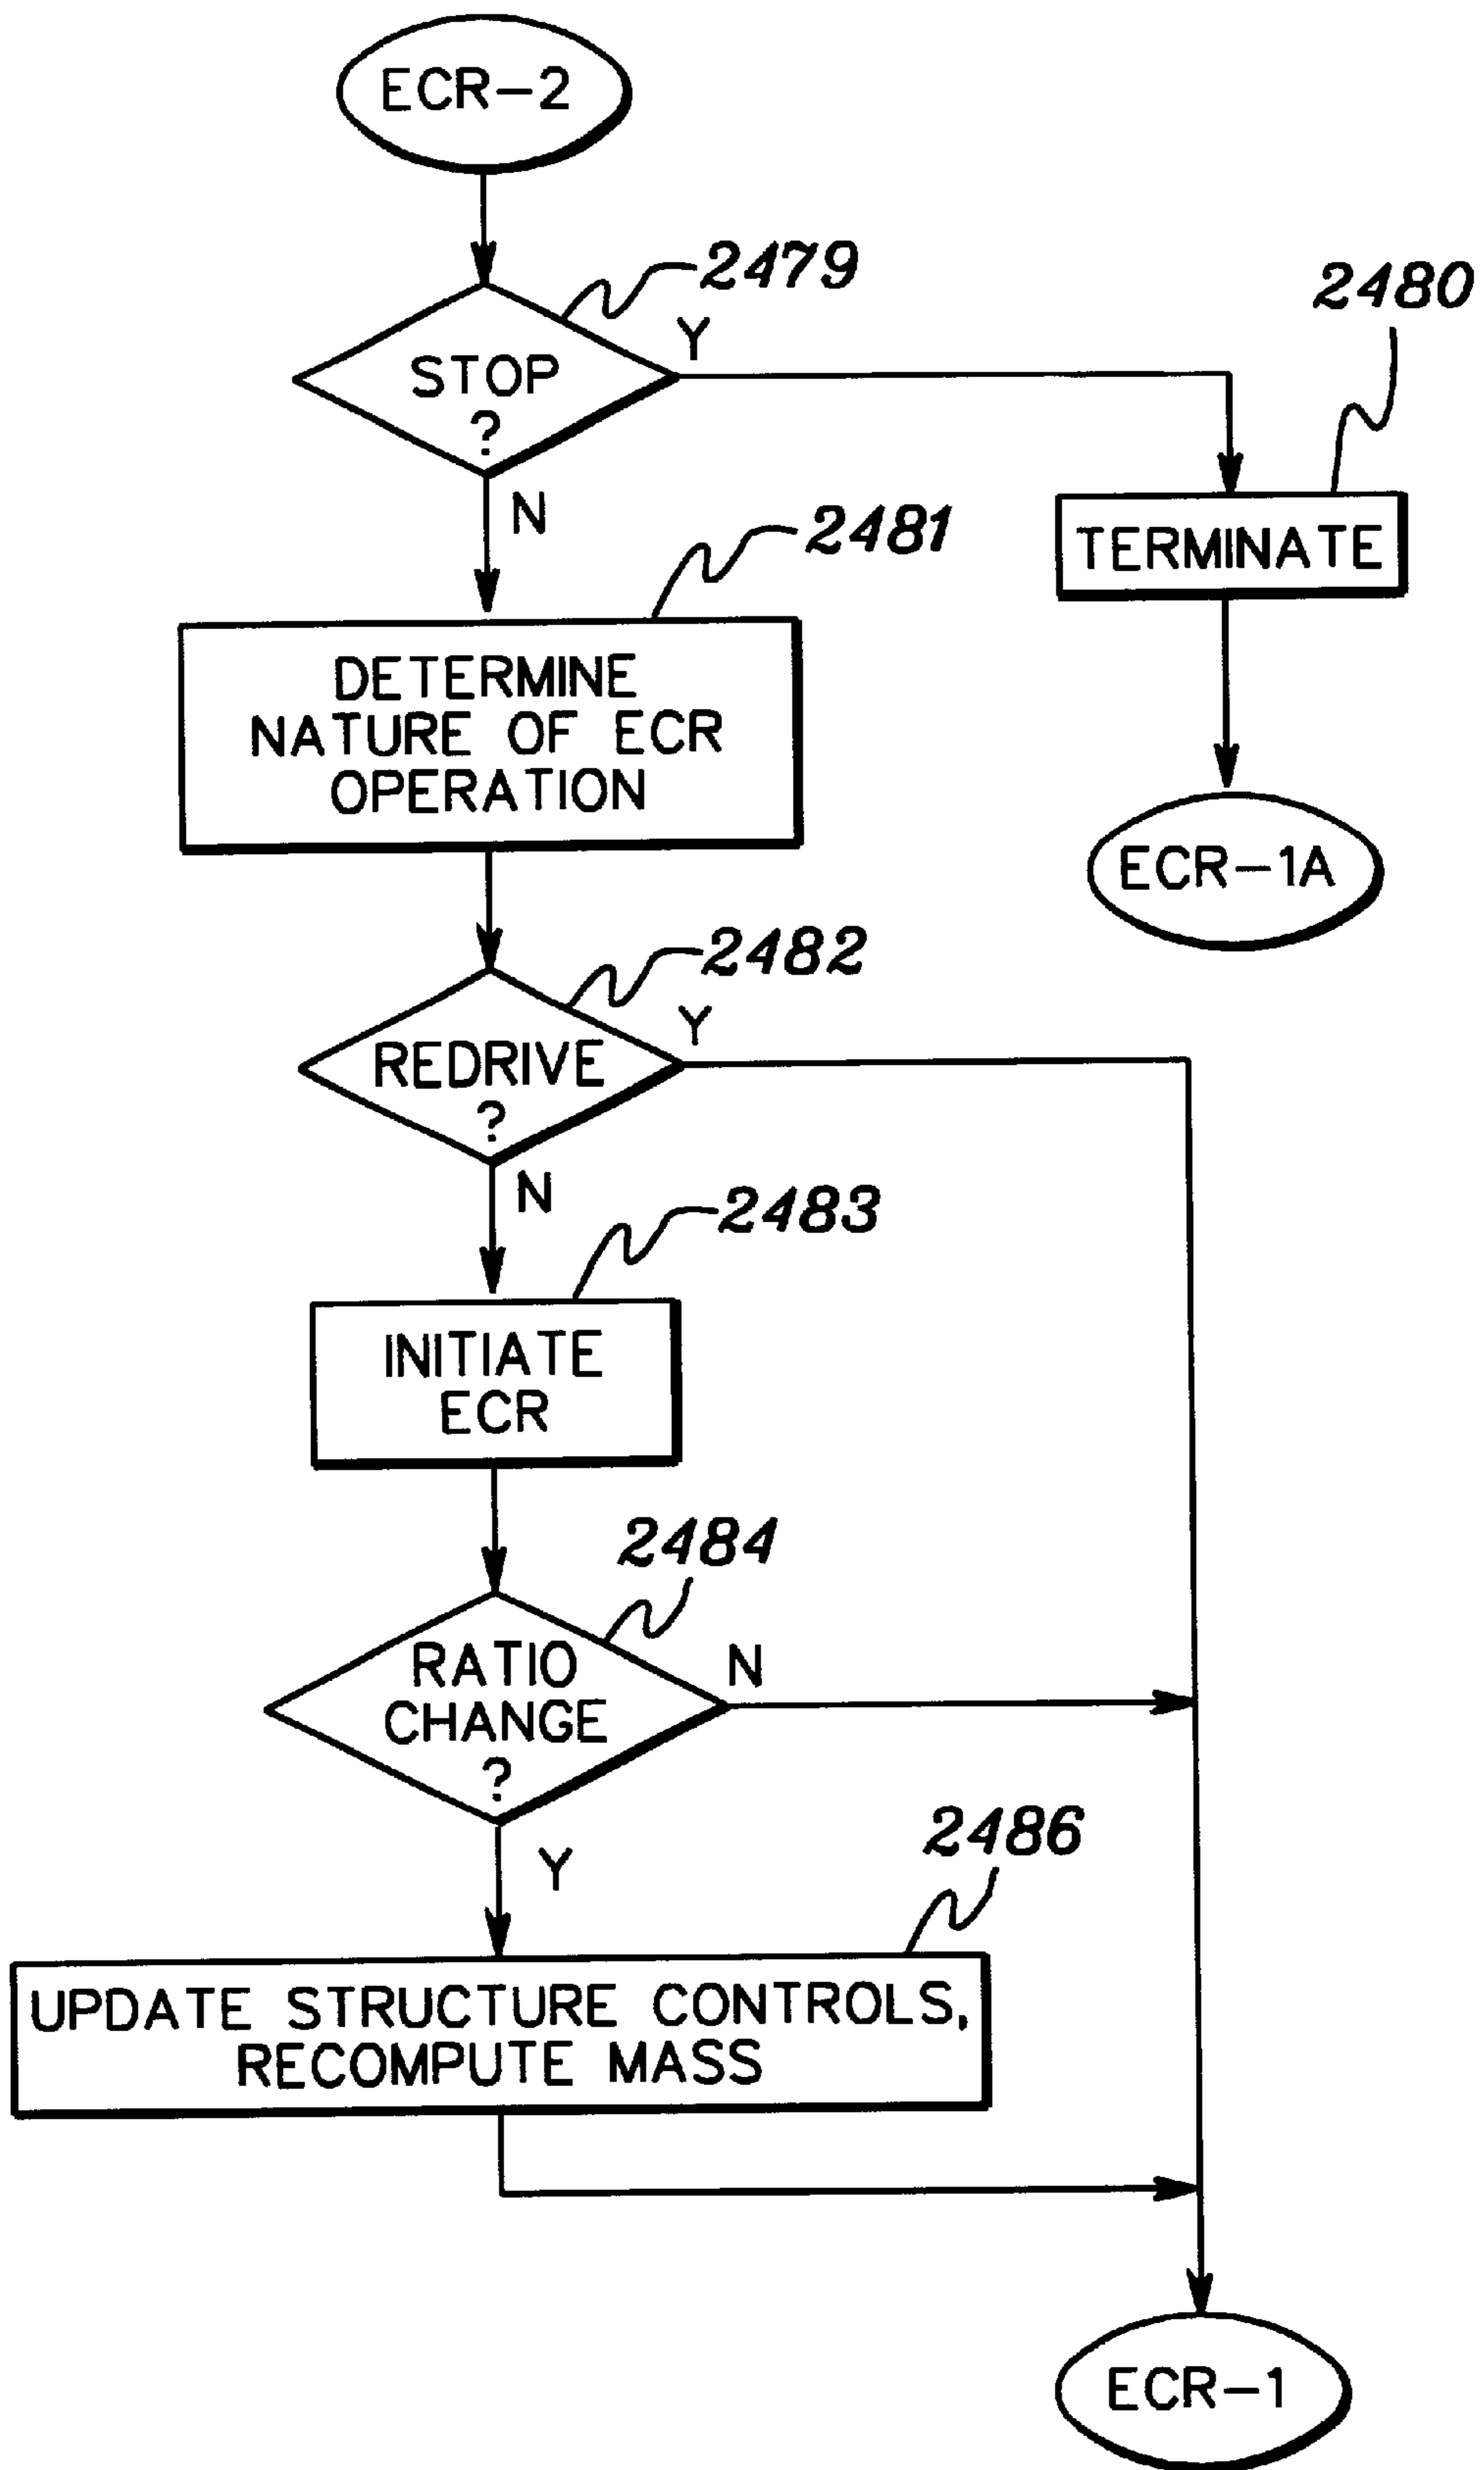 ECR-2
2479
2480
Y
STOP
?
N
2481
TERMINATE
DETERMINE
NATURE OF ECR
OPERATION
ECR-1A
2482
Y
REDRIVE
?
N
2483
INITIATE
ECR
2484
RATIO
CHANGE
?
N
Y
2486
UPDATE STRUCTURE CONTROLS,
RECOMPUTE MASS
ECR-1